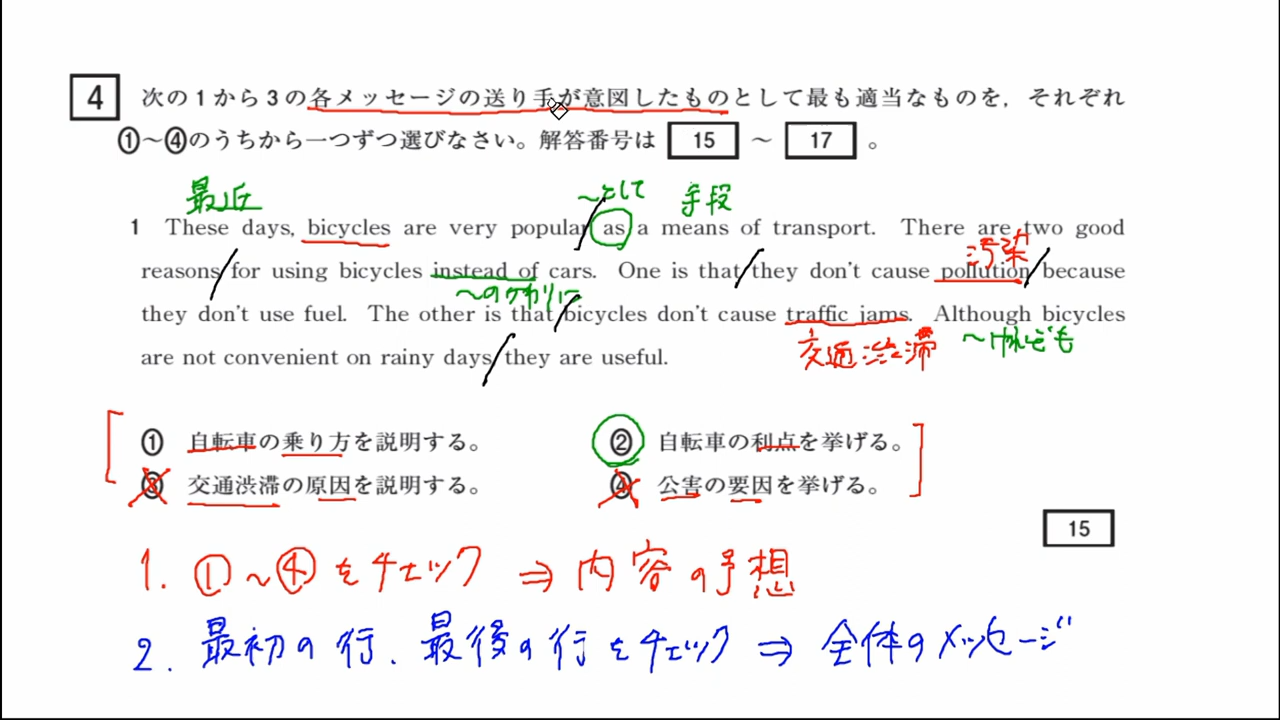 4 次の1から3の各メッセージの送り手が意図したものとして最も適当なものを，それぞれ
①～④のうちから一つずつ選びなさい。解答番号は 15 ～ 17 。
最近 ～として 手段
1 These days, bicycles are very popular as a means of transport. There are two good
汚染
reasons for using bicycles instead of cars. One is that they don't cause pollution because
～のかわりに
they don't use fuel. The other is that bicycles don't cause traffic jams. Although bicycles
交通渋滞 ～けれども
are not convenient on rainy days, they are useful.
① 自転車の乗り方を説明する。 ② 自転車の利点を挙げる。
③ 交通渋滞の原因を説明する。 ④ 公害の要因を挙げる。
15
1. ①～④をチェック ⇒ 内容の予想
2. 最初の行、最後の行をチェック ⇒ 全体のメッセージ